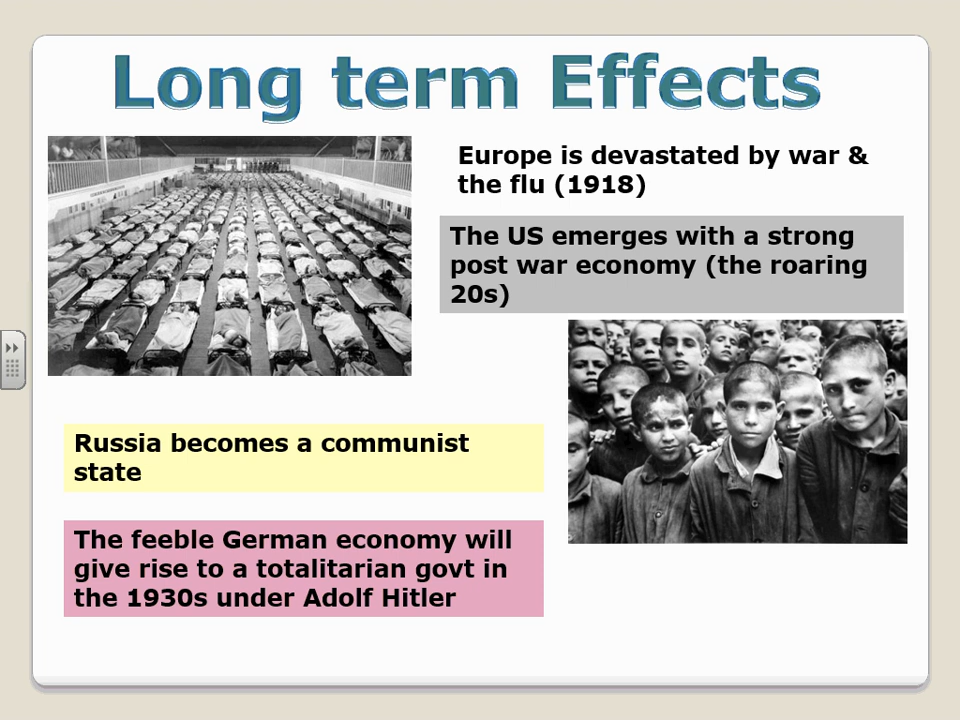 Long term Effects
Europe is devastated by war &
the flu (1918)
The US emerges with a strong
post war economy (the roaring
20s)
Russia becomes a communist
state
The feeble German economy will
give rise to a totalitarian govt in
the 1930s under Adolf Hitler